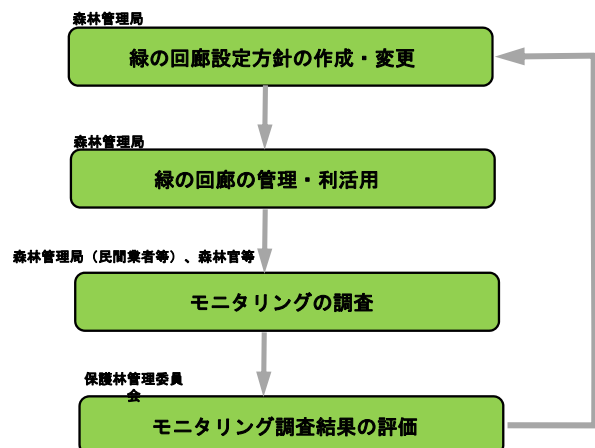 森林管理局
緑の回廊設定方針の作成・変更
森林管理局
緑の回廊の管理・利活用
森林管理局（民間業者等）、森林官等
モニタリングの調査
保護林管理委員
会
モニタリング調査結果の評価